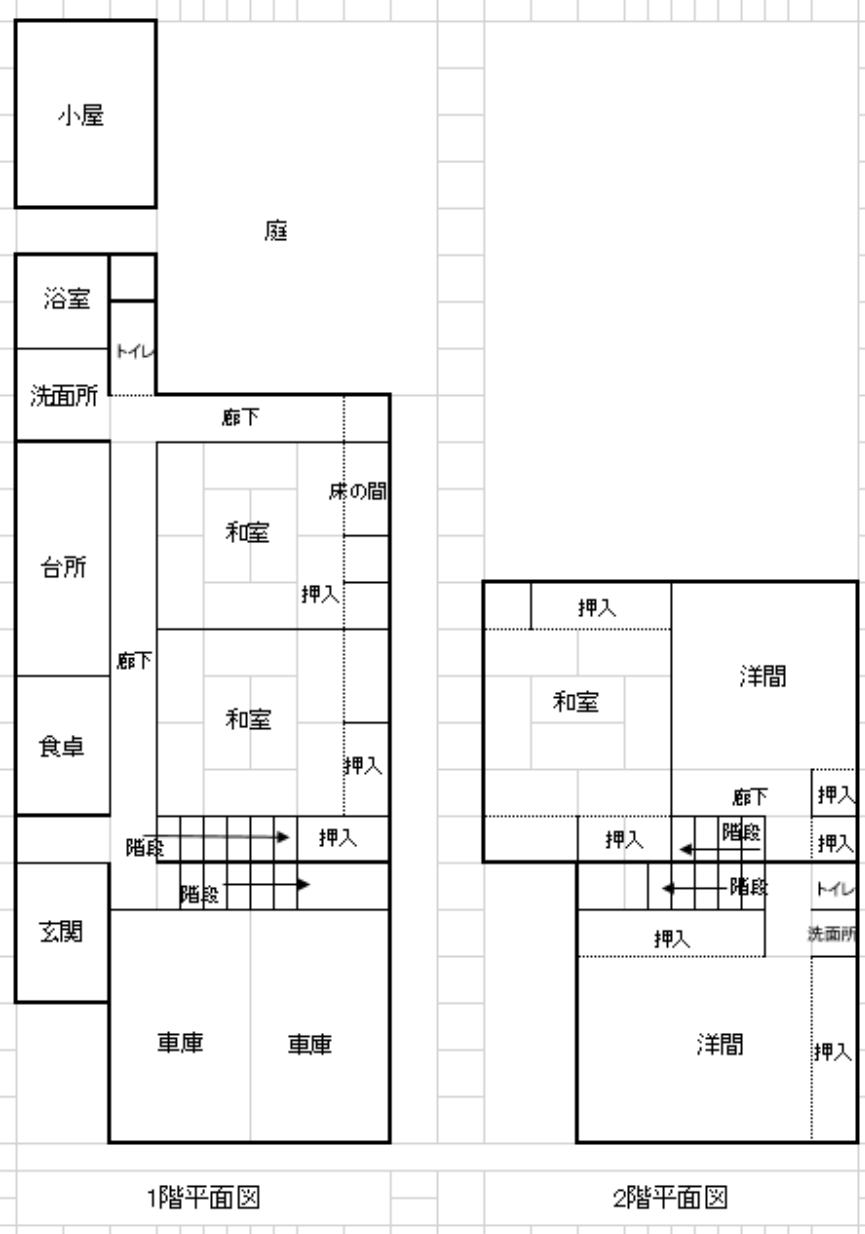 小屋
庭
浴室
トイレ
洗面所
廊下
床の間
和室
台所
押入
廊下
和室
食卓
押入
階段
押入
階段
玄関
車庫
車庫
1階平面図
押入
洋間
和室
廊下
押入
押入
階段
押入
階段
トイレ
押入
洗面所
洋間
押入
2階平面図